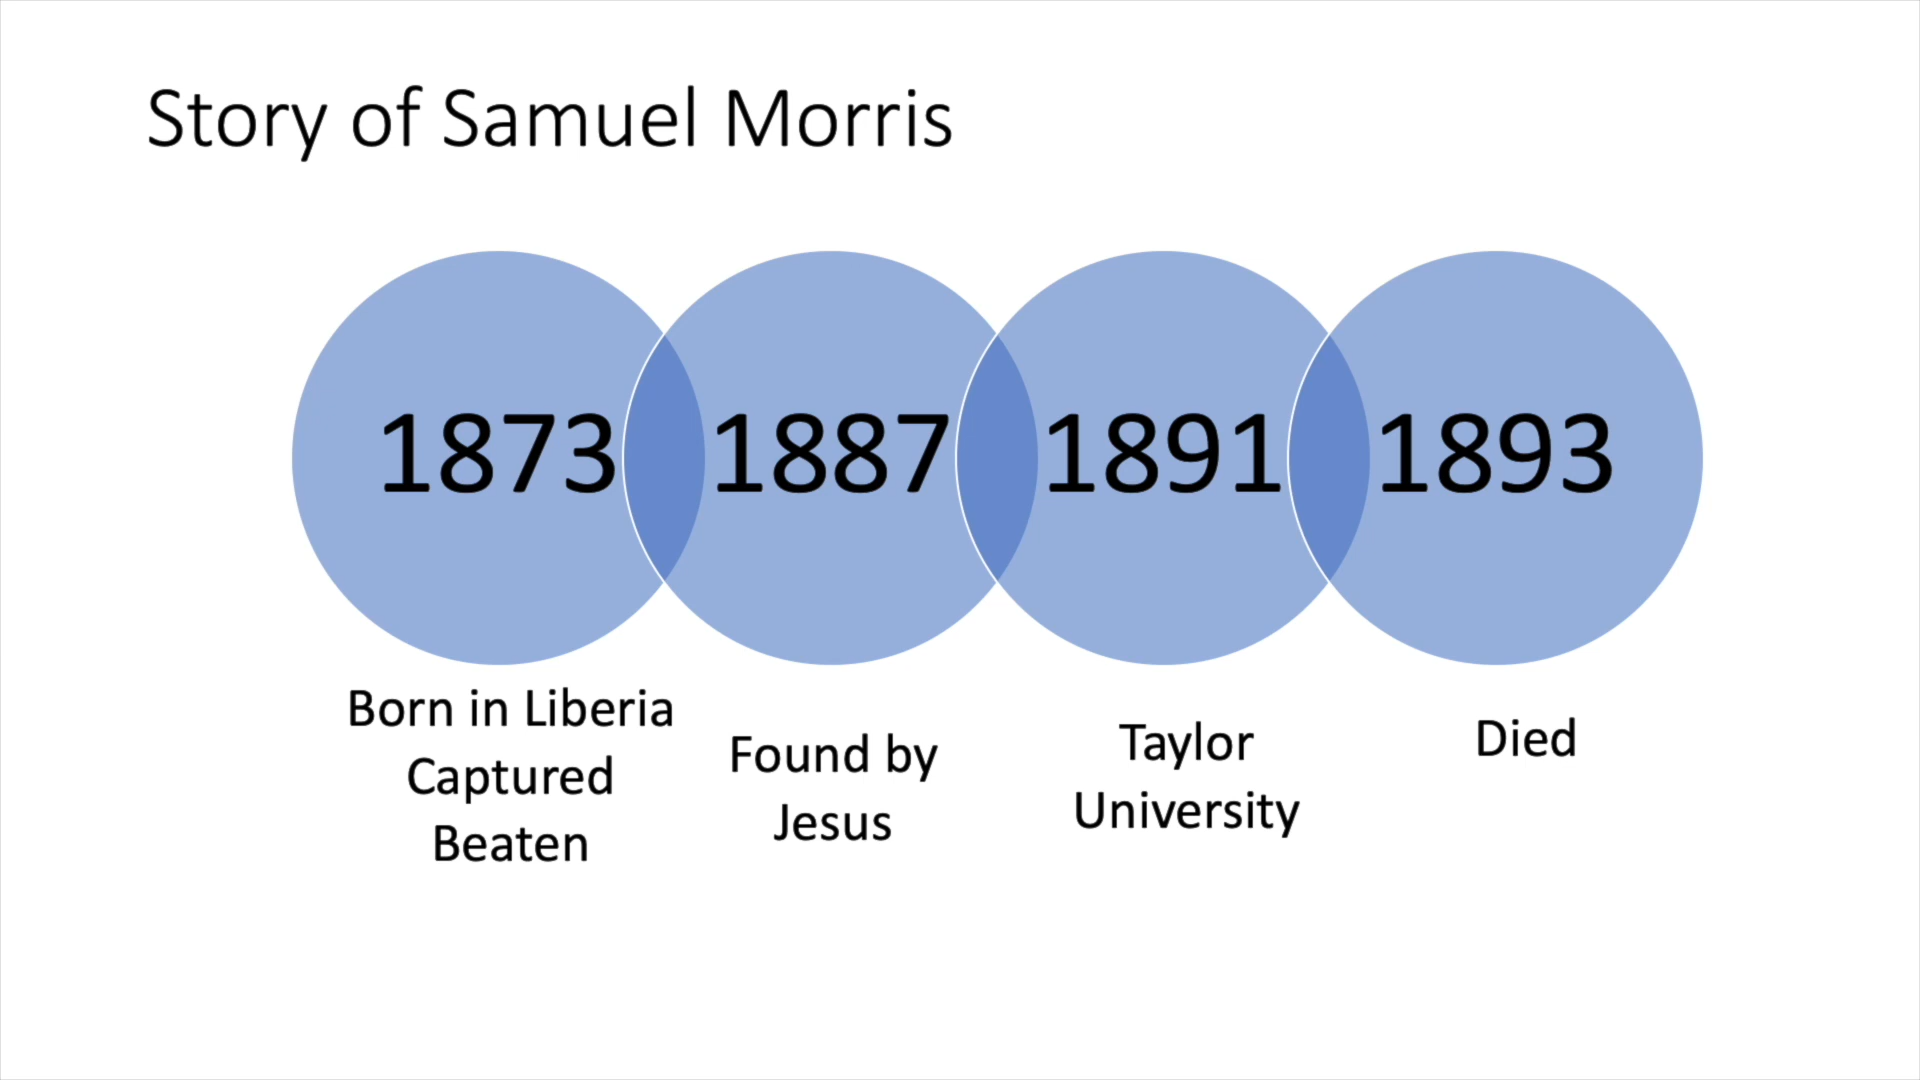 Story of Samuel Morris
1873
1887
1891
1893
Born in Liberia
Captured
Beaten
Found by
Jesus
Taylor
University
Died